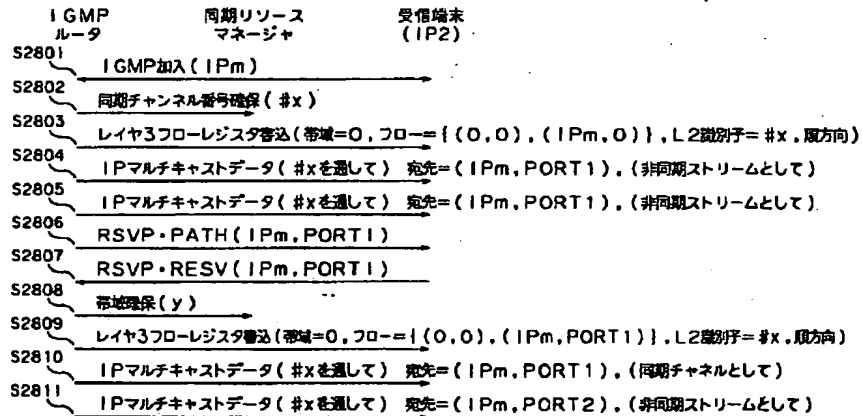 IGMP 同期リソース 受信端末
ルータ マネージャ (IP2)
S2801
IGMP加入(IPm)
S2802
同期チャンネル番号確保(#x)
S2803
レイヤ3フローレジスタ書込(帯域=0,フロー={(0,0),(IPm,0)},L2識別子=#x,順方向)
S2804
IPマルチキャストデータ(#xを通して) 宛先=(IPm,PORT1),(非同期ストリームとして)
S2805
IPマルチキャストデータ(#xを通して) 宛先=(IPm,PORT1),(非同期ストリームとして)
S2806
RSVP・PATH(IPm,PORT1)
S2807
RSVP・RESV(IPm,PORT1)
S2808
帯域確保(y)
S2809
レイヤ3フローレジスタ書込(帯域=0,フロー={(0,0),(IPm,PORT1)},L2識別子=#x,順方向)
S2810
IPマルチキャストデータ(#xを通して) 宛先=(IPm,PORT1),(同期チャネルとして)
S2811
IPマルチキャストデータ(#xを通して) 宛先=(IPm,PORT2),(非同期ストリームとして)